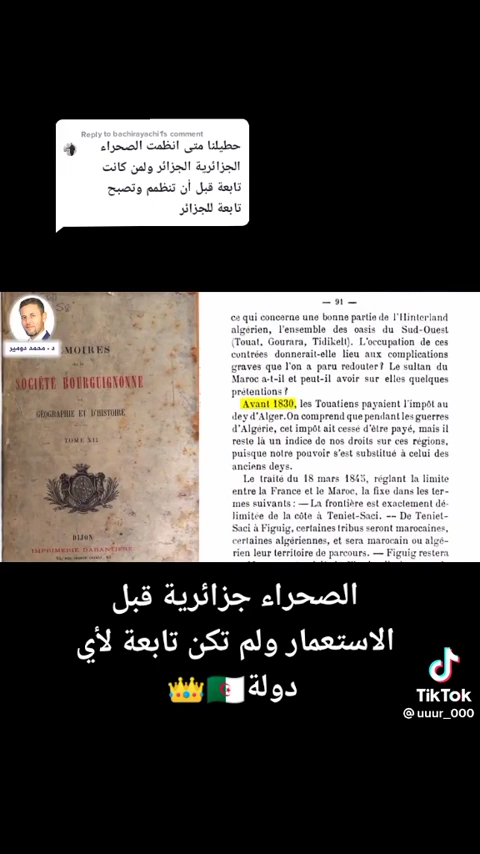 Reply to bachirayachi1's comment
حطيلنا متى انظمت الصحراء
الجزائرية الجزائر ولمن كانت
تابعة قبل أن تنظمم وتصبح
تابعة للجزائر
د. محمد دومير
MOIRES
SOCIÉTÉ BOURGUIGNONNE
GÉOGRAPHIE ET D'HISTOIRE
TOME XII
DIJON
IMPRIMERIE DARANTIERE
— 91 —
ce qui concerne une bonne partie de l'Hinterland
algérien, l'ensemble des oasis du Sud-Ouest
(Touat, Gourara, Tidikelt). L'occupation de ces
contrées donnerait-elle lieu aux complications
graves que l'on a paru redouter? Le sultan du
Maroc a-t-il et peut-il avoir sur elles quelques
prétentions?
Avant 1830, les Touatiens payaient l'impôt au
dey d'Alger. On comprend que pendant les guerres
d'Algérie, cet impôt ait cessé d'être payé, mais il
reste là un indice de nos droits sur ces régions,
puisque notre pouvoir s'est substitué à celui des
anciens deys.
Le traité du 18 mars 1845, réglant la limite
entre la France et le Maroc, la fixe dans les ter-
mes suivants : — La frontière est exactement dé-
limitée de la côte à Teniet-Saci. — De Teniet-
Saci à Figuig, certaines tribus seront marocaines,
certaines algériennes, et sera marocain ou algé-
rien leur territoire de parcours. — Figuig restera
الصحراء جزائرية قبل
الاستعمار ولم تكن تابعة لأي
دولة🇩🇿👑
TikTok
@uuur_000